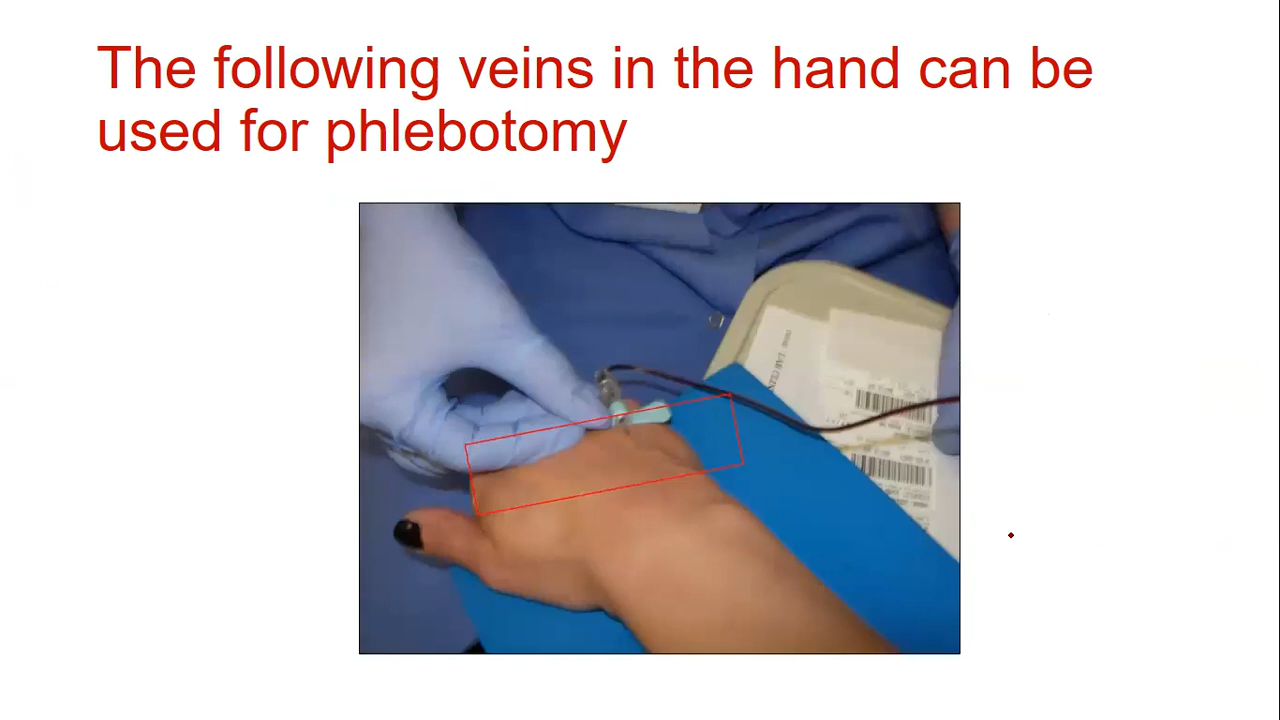 The following veins in the hand can be
used for phlebotomy